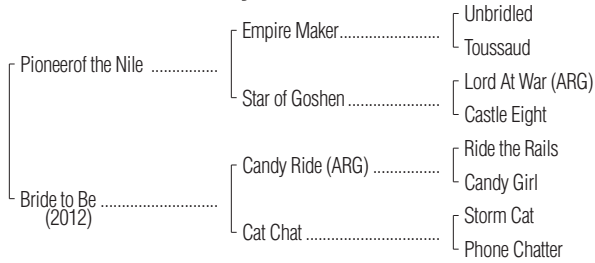 Unbridled
Empire Maker..................
Toussaud
Pioneerof the Nile ...............
Lord At War (ARG)
Star of Goshen ................
Castle Eight
Ride the Rails
Candy Ride (ARG) ...............
Candy Girl
Bride to Be ........................
(2012)
Storm Cat
Cat Chat ..............................
Phone Chatter